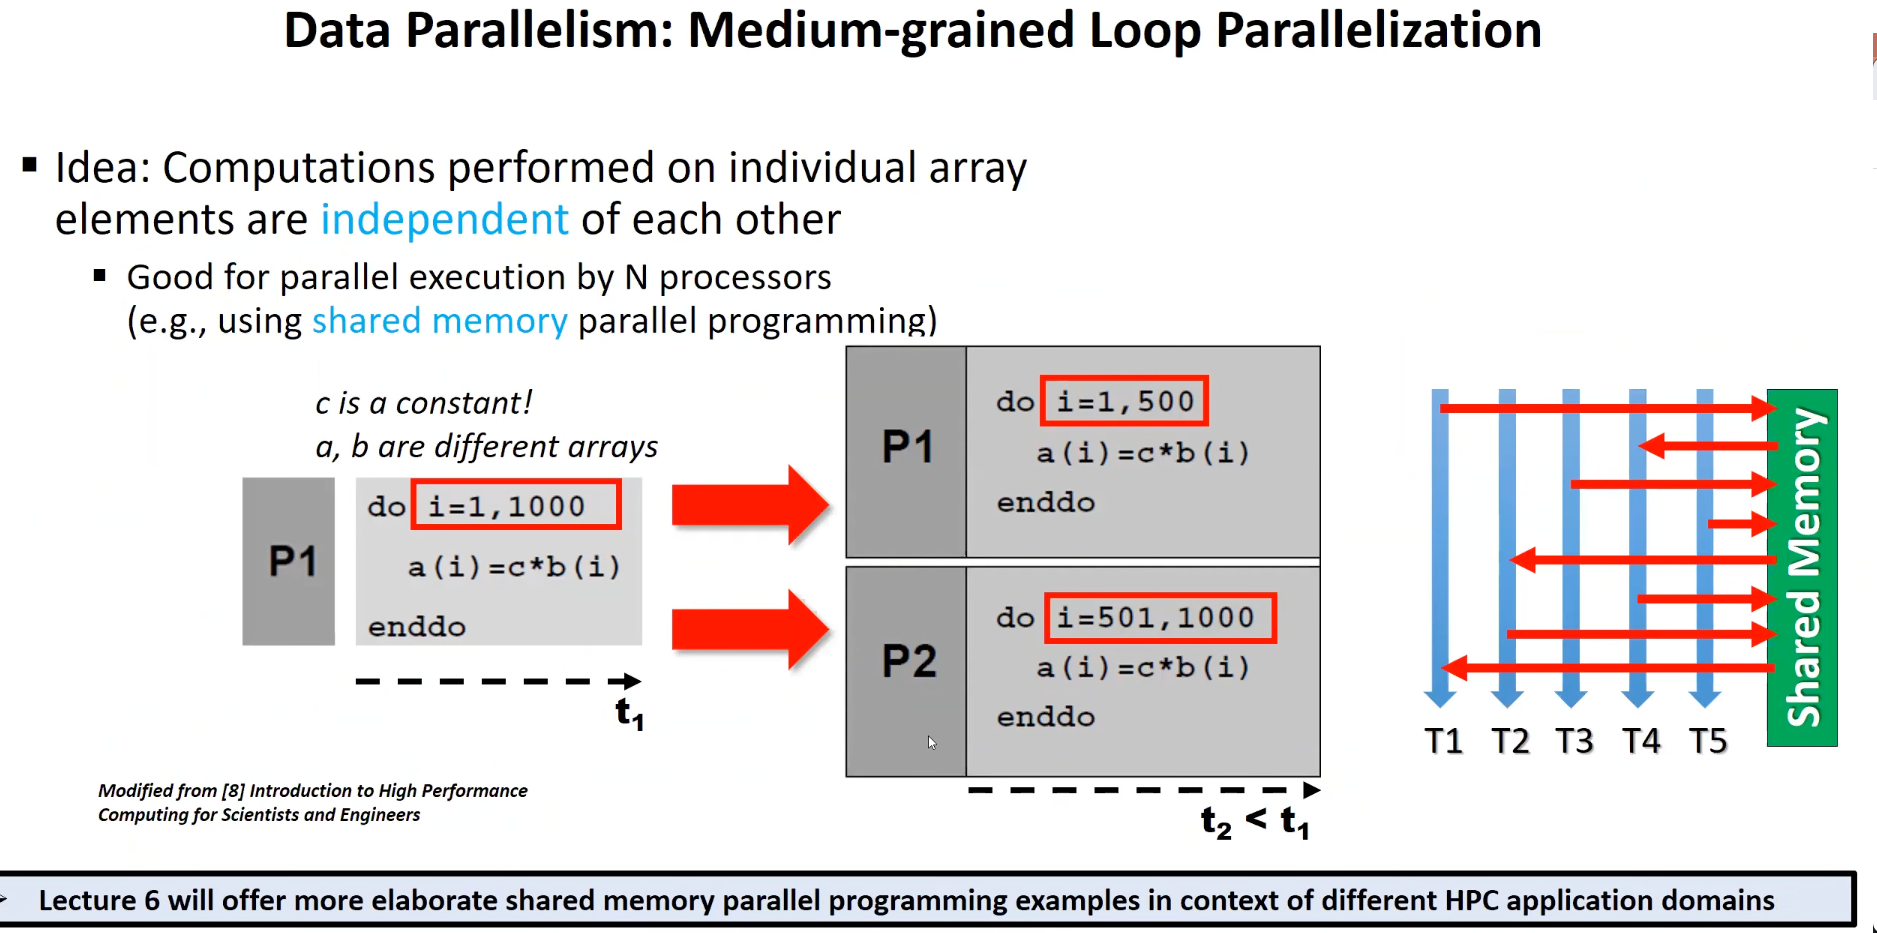 Data Parallelism: Medium-grained Loop Parallelization
▪ Idea: Computations performed on individual array
elements are independent of each other
▪ Good for parallel execution by N processors
(e.g., using shared memory parallel programming)
c is a constant!
a, b are different arrays
P1
do i=1,1000
a(i)=c*b(i)
enddo
t1
P1
do i=1,500
a(i)=c*b(i)
enddo
P2
do i=501,1000
a(i)=c*b(i)
enddo
t2 < t1
Shared Memory
T1 T2 T3 T4 T5
Modified from [8] Introduction to High Performance
Computing for Scientists and Engineers
Lecture 6 will offer more elaborate shared memory parallel programming examples in context of different HPC application domains